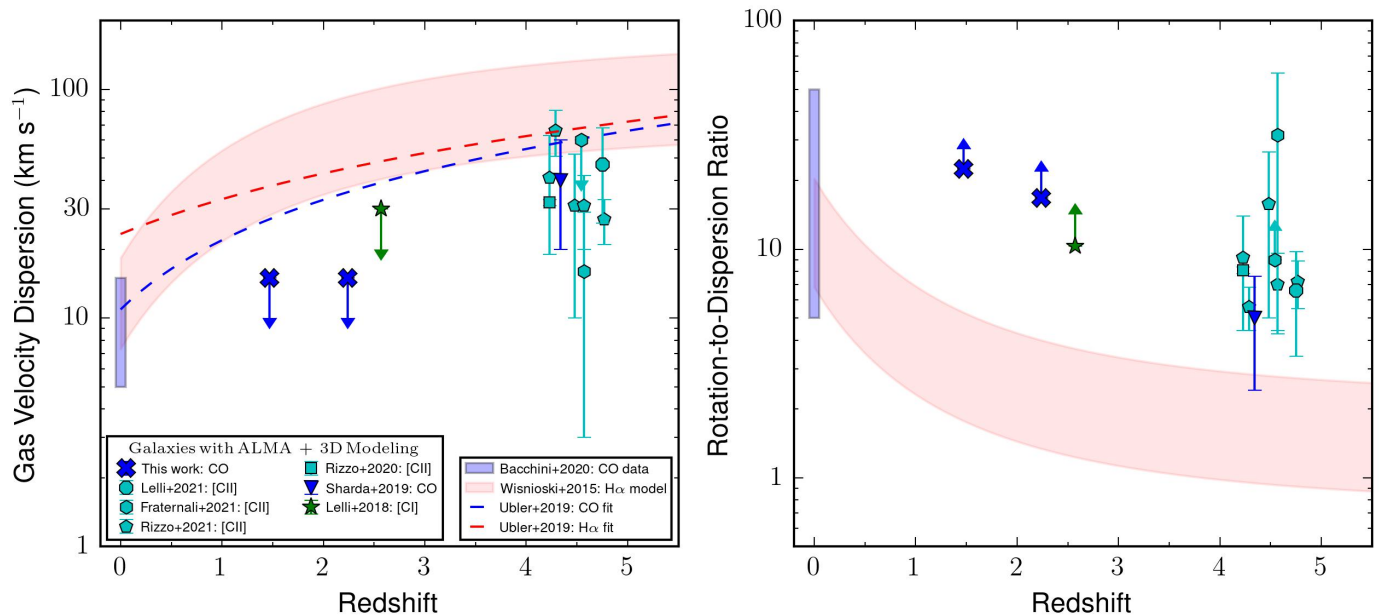 Gas Velocity Dispersion (km s⁻¹)
100
30
10
1
Galaxies with ALMA + 3D Modeling
This work: CO
Lelli+2021: [CII]
Fraternali+2021: [CII]
Rizzo+2021: [CII]
Rizzo+2020: [CII]
Sharda+2019: CO
Lelli+2018: [CI]
Bacchini+2020: CO data
Wisnioski+2015: Hα model
Ubler+2019: CO fit
Ubler+2019: Hα fit
0 1 2 3 4 5
Redshift
Rotation-to-Dispersion Ratio
100
10
1
0 1 2 3 4 5
Redshift